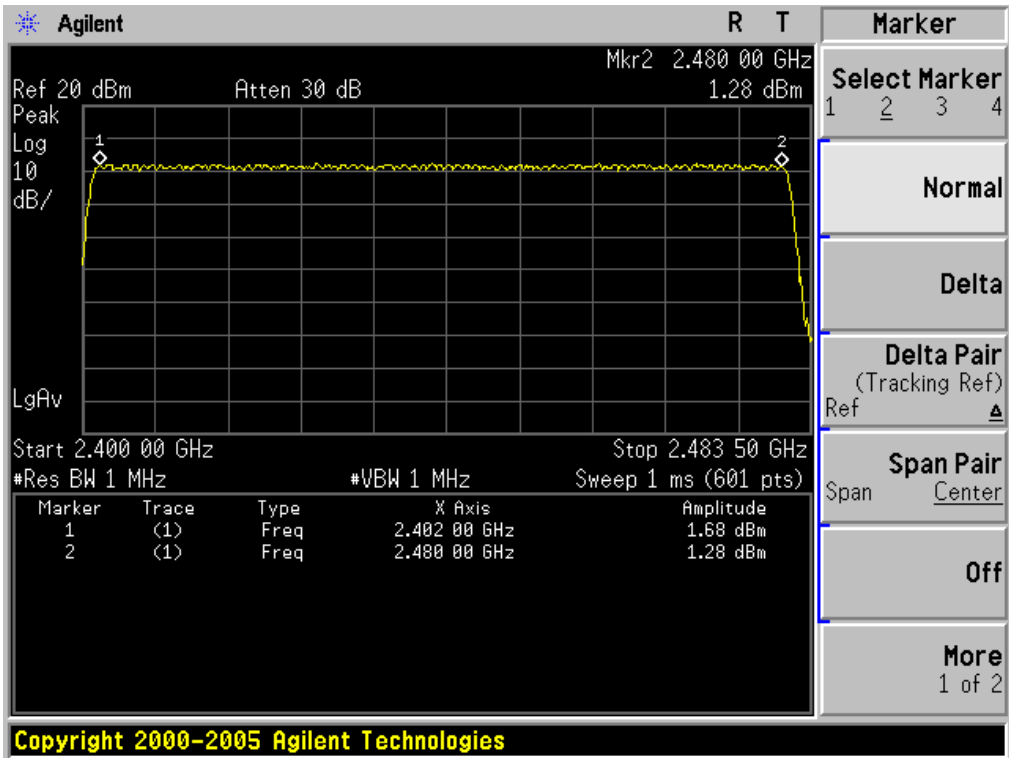 Agilent R T Marker
Mkr2 2.480 00 GHz
Ref 20 dBm Atten 30 dB 1.28 dBm
Peak
Log
10
dB/
1
2
LgAv
Start 2.400 00 GHz Stop 2.483 50 GHz
#Res BW 1 MHz #VBW 1 MHz Sweep 1 ms (601 pts)
Marker Trace Type X Axis Amplitude
1 (1) Freq 2.402 00 GHz 1.68 dBm
2 (1) Freq 2.480 00 GHz 1.28 dBm
Select Marker
1 2 3 4
Normal
Delta
Delta Pair
(Tracking Ref)
Ref Δ
Span Pair
Span Center
Off
More
1 of 2
Copyright 2000-2005 Agilent Technologies